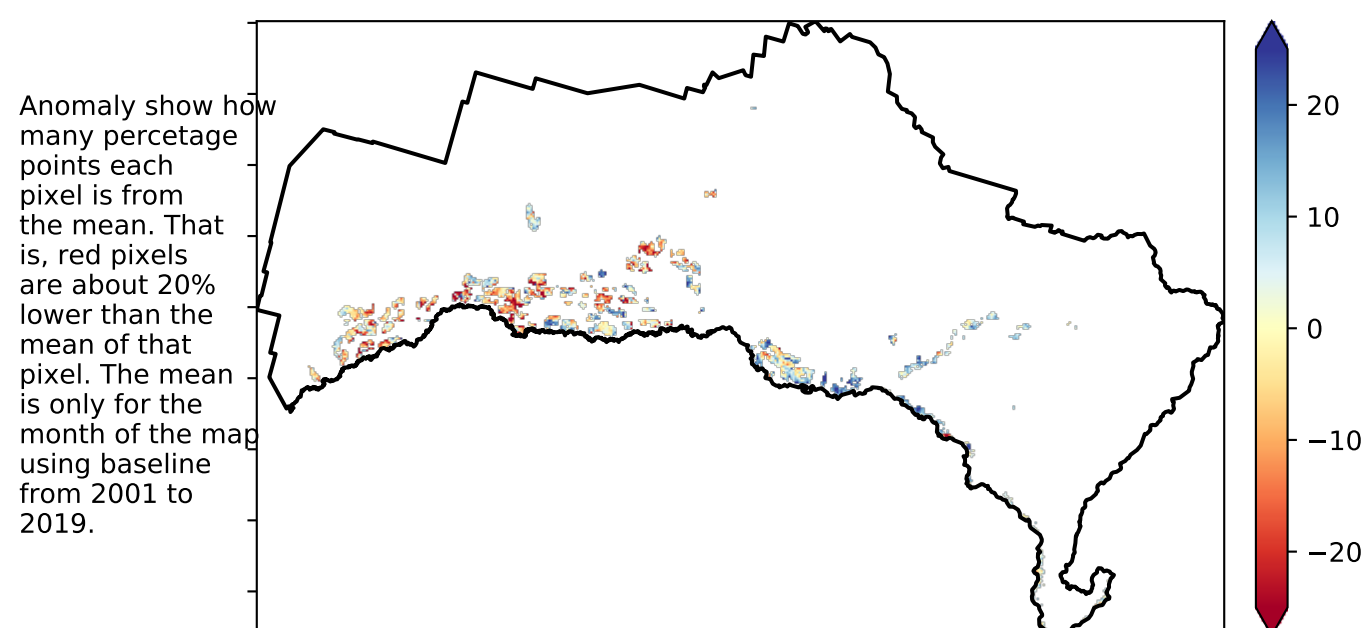 Anomaly show how
many percetage
points each
pixel is from
the mean. That
is, red pixels
are about 20%
lower than the
mean of that
pixel. The mean
is only for the
month of the map
using baseline
from 2001 to
2019.
20
10
0
−10
−20